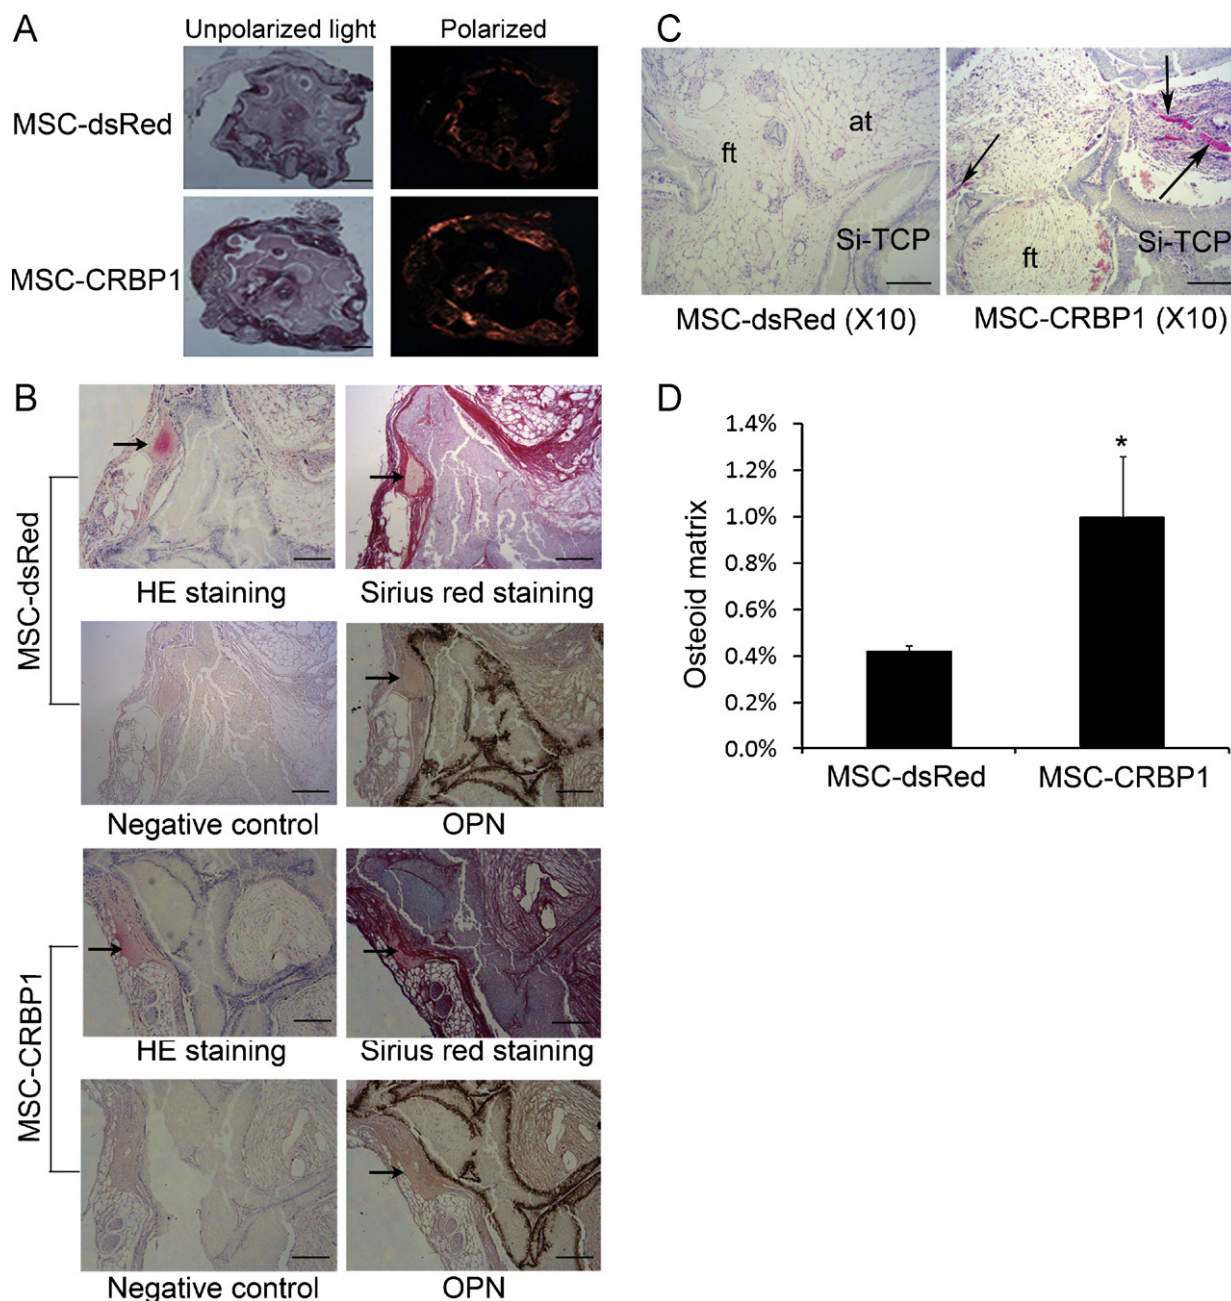 A
Unpolarized light
Polarized
MSC-dsRed
MSC-CRBP1
B
MSC-dsRed
HE staining
Sirius red staining
Negative control
OPN
MSC-CRBP1
HE staining
Sirius red staining
Negative control
OPN
C
ft
at
Si-TCP
ft
Si-TCP
MSC-dsRed (X10)
MSC-CRBP1 (X10)
D
Osteoid matrix
1.4%
1.2%
1.0%
0.8%
0.6%
0.4%
0.2%
0.0%
*
MSC-dsRed
MSC-CRBP1